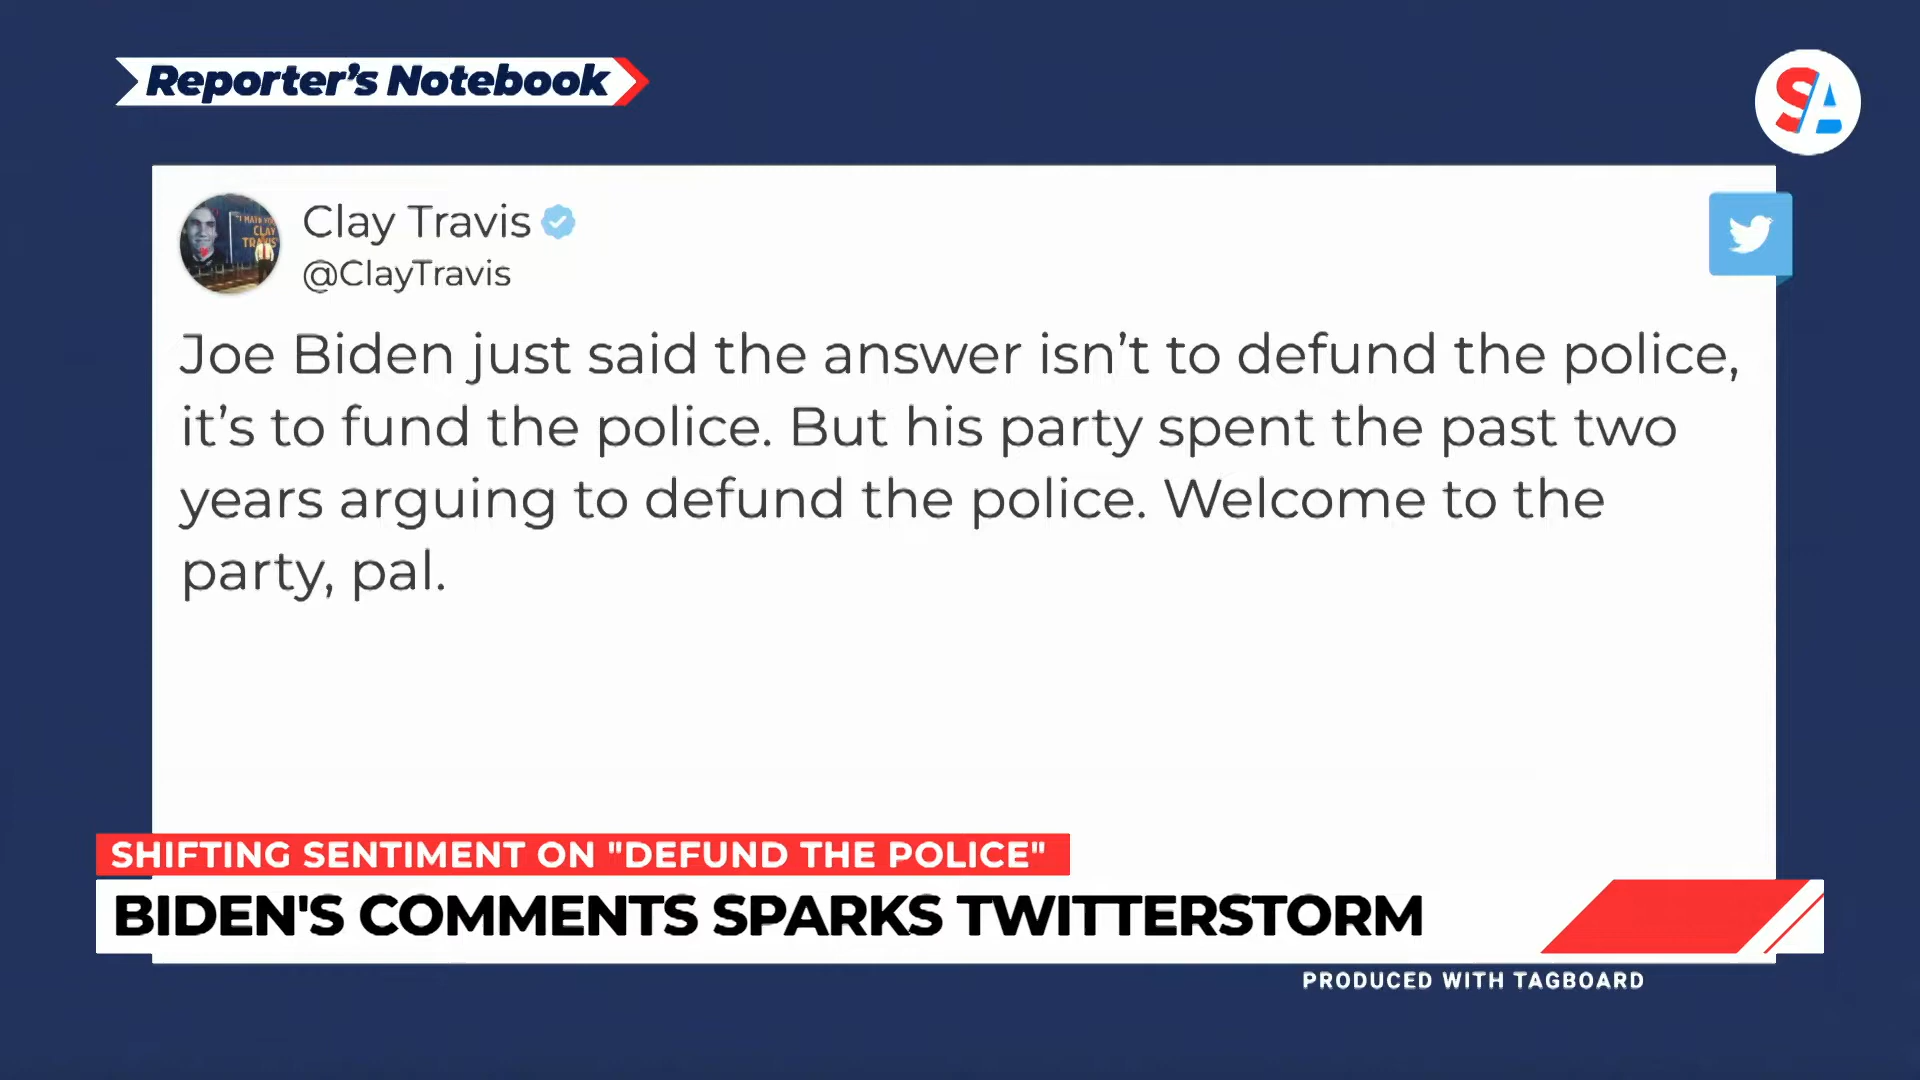 Reporter's Notebook
SA
Clay Travis
@ClayTravis
Joe Biden just said the answer isn't to defund the police,
it's to fund the police. But his party spent the past two
years arguing to defund the police. Welcome to the
party, pal.
SHIFTING SENTIMENT ON "DEFUND THE POLICE"
BIDEN'S COMMENTS SPARKS TWITTERSTORM
PRODUCED WITH TAGBOARD